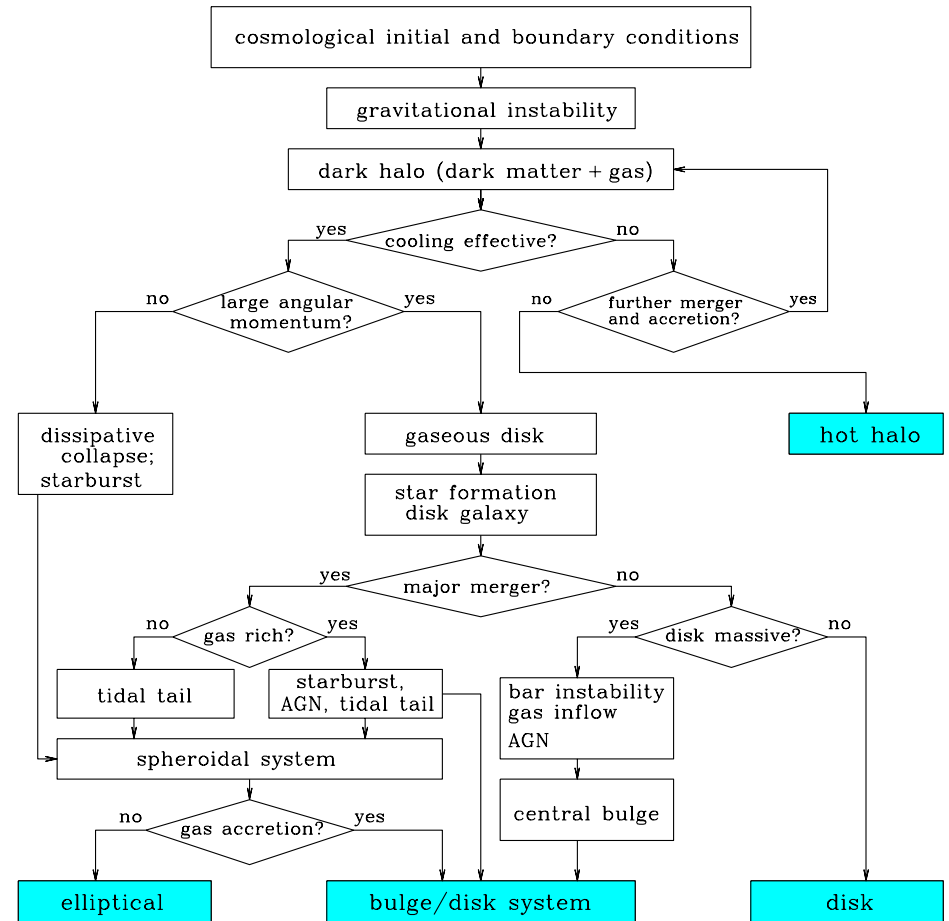 cosmological initial and boundary conditions
gravitational instability
dark halo (dark matter + gas)
yes
cooling effective?
no
no
large angular
momentum?
yes
no
further merger
and accretion?
yes
dissipative
collapse;
starburst
gaseous disk
hot halo
star formation
disk galaxy
yes
major merger?
no
no
gas rich?
yes
yes
disk massive?
no
tidal tail
starburst,
AGN, tidal tail
bar instability
gas inflow
AGN
spheroidal system
central bulge
no
gas accretion?
yes
elliptical
bulge/disk system
disk